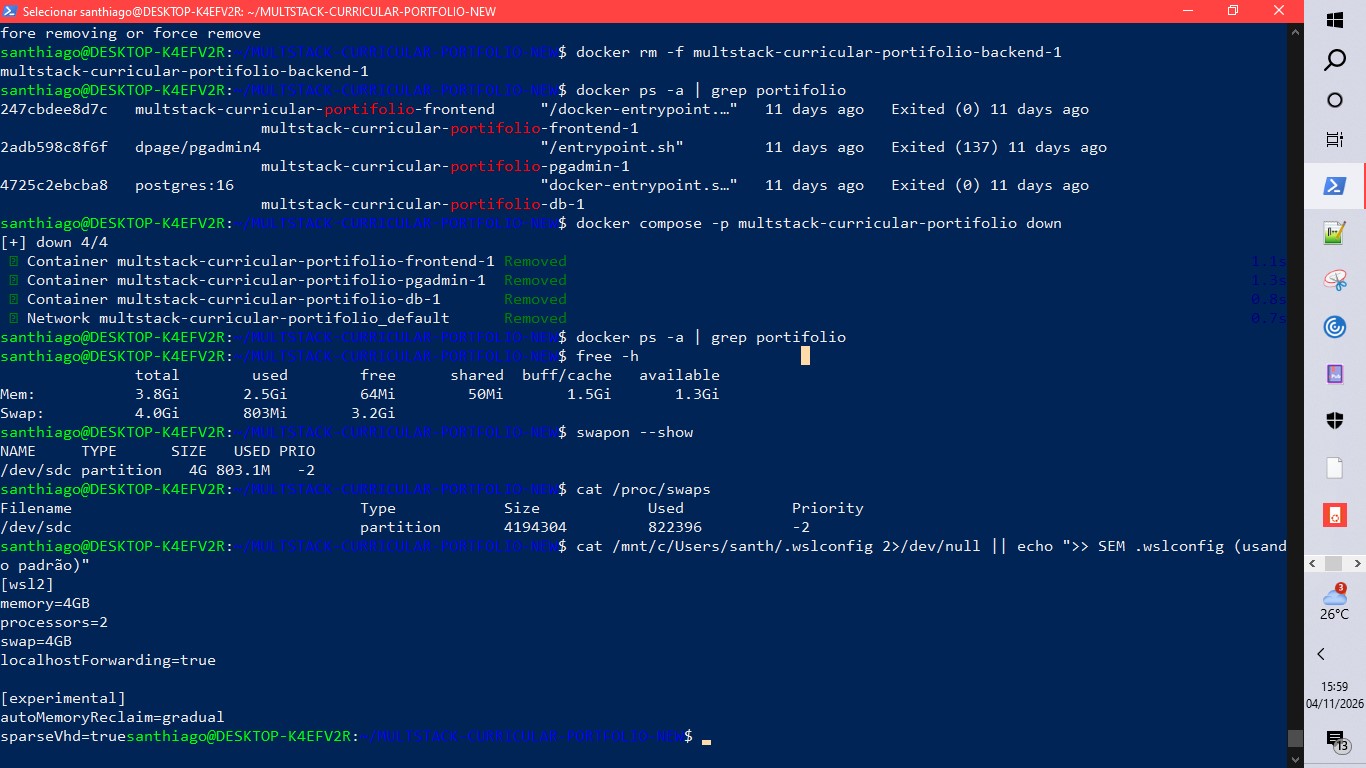 Selecionar santhiago@DESKTOP-K4EFV2R: ~/MULTSTACK-CURRICULAR-PORTFOLIO-NEW
fore removing or force remove
santhiago@DESKTOP-K4EFV2R:~/MULTSTACK-CURRICULAR-PORTFOLIO-NEW$ docker rm -f multstack-curricular-portifolio-backend-1
multstack-curricular-portifolio-backend-1
santhiago@DESKTOP-K4EFV2R:~/MULTSTACK-CURRICULAR-PORTFOLIO-NEW$ docker ps -a | grep portifolio
247cbdee8d7c   multstack-curricular-portifolio-frontend     "/docker-entrypoint.…"   11 days ago   Exited (0) 11 days ago
multstack-curricular-portifolio-frontend-1
2adb598c8f6f   dpage/pgadmin4                               "/entrypoint.sh"         11 days ago   Exited (137) 11 days ago
multstack-curricular-portifolio-pgadmin-1
4725c2ebcba8   postgres:16                                  "docker-entrypoint.s…"   11 days ago   Exited (0) 11 days ago
multstack-curricular-portifolio-db-1
santhiago@DESKTOP-K4EFV2R:~/MULTSTACK-CURRICULAR-PORTFOLIO-NEW$ docker compose -p multstack-curricular-portifolio down
[+] down 4/4
Container multstack-curricular-portifolio-frontend-1 Removed 1.1s
Container multstack-curricular-portifolio-pgadmin-1  Removed 1.3s
Container multstack-curricular-portifolio-db-1       Removed 0.8s
Network multstack-curricular-portifolio_default      Removed 0.7s
santhiago@DESKTOP-K4EFV2R:~/MULTSTACK-CURRICULAR-PORTFOLIO-NEW$ docker ps -a | grep portifolio
santhiago@DESKTOP-K4EFV2R:~/MULTSTACK-CURRICULAR-PORTFOLIO-NEW$ free -h
total        used        free      shared  buff/cache   available
Mem:           3.8Gi       2.5Gi        64Mi        50Mi       1.5Gi       1.3Gi
Swap:          4.0Gi       803Mi       3.2Gi
santhiago@DESKTOP-K4EFV2R:~/MULTSTACK-CURRICULAR-PORTFOLIO-NEW$ swapon --show
NAME     TYPE      SIZE   USED PRIO
/dev/sdc partition   4G 803.1M   -2
santhiago@DESKTOP-K4EFV2R:~/MULTSTACK-CURRICULAR-PORTFOLIO-NEW$ cat /proc/swaps
Filename                                Type            Size            Used            Priority
/dev/sdc                                partition       4194304         822396          -2
santhiago@DESKTOP-K4EFV2R:~/MULTSTACK-CURRICULAR-PORTFOLIO-NEW$ cat /mnt/c/Users/santh/.wslconfig 2>/dev/null || echo ">> SEM .wslconfig (usand
o padrão)"
[wsl2]
memory=4GB
processors=2
swap=4GB
localhostForwarding=true
[experimental]
autoMemoryReclaim=gradual
sparseVhd=truesanthiago@DESKTOP-K4EFV2R:~/MULTSTACK-CURRICULAR-PORTFOLIO-NEW$
3
26°C
15:59
04/11/2026
13